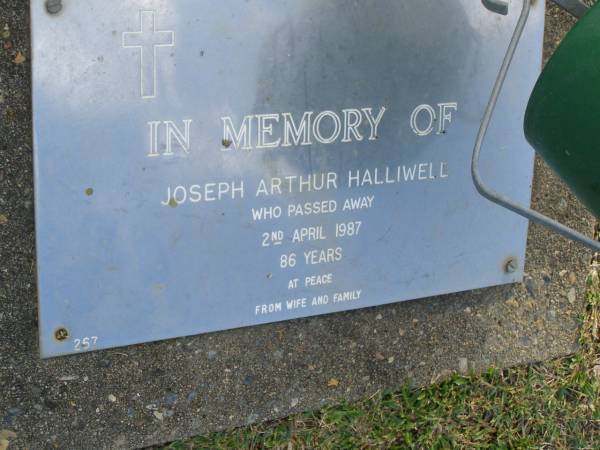 IN MEMORY OF
JOSEPH ARTHUR HALLIWELL
WHO PASSED AWAY
2ND APRIL 1987
86 YEARS
AT PEACE
FROM WIFE AND FAMILY
257